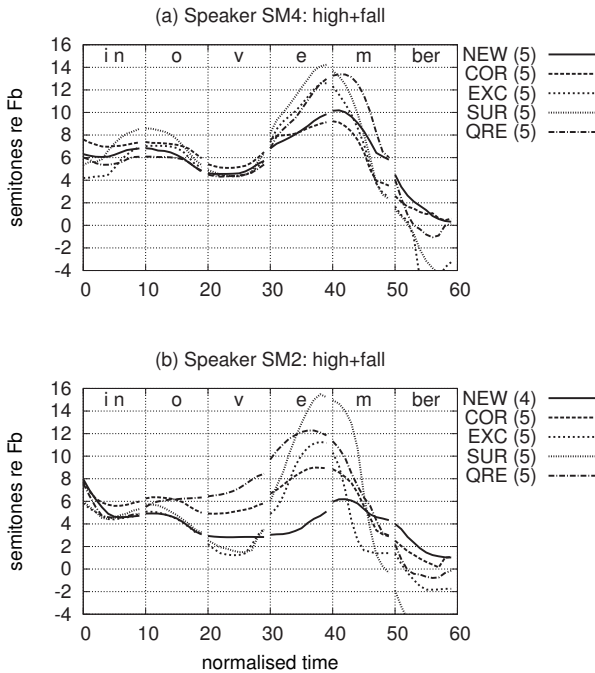 (a) Speaker SM4: high+fall
16
14
12
10
8
6
4
2
0
-2
-4
semitones re Fb
i n o v e m ber
NEW (5)
COR (5)
EXC (5)
SUR (5)
QRE (5)
0 10 20 30 40 50 60
(b) Speaker SM2: high+fall
16
14
12
10
8
6
4
2
0
-2
-4
semitones re Fb
i n o v e m ber
NEW (4)
COR (5)
EXC (5)
SUR (5)
QRE (5)
0 10 20 30 40 50 60
normalised time